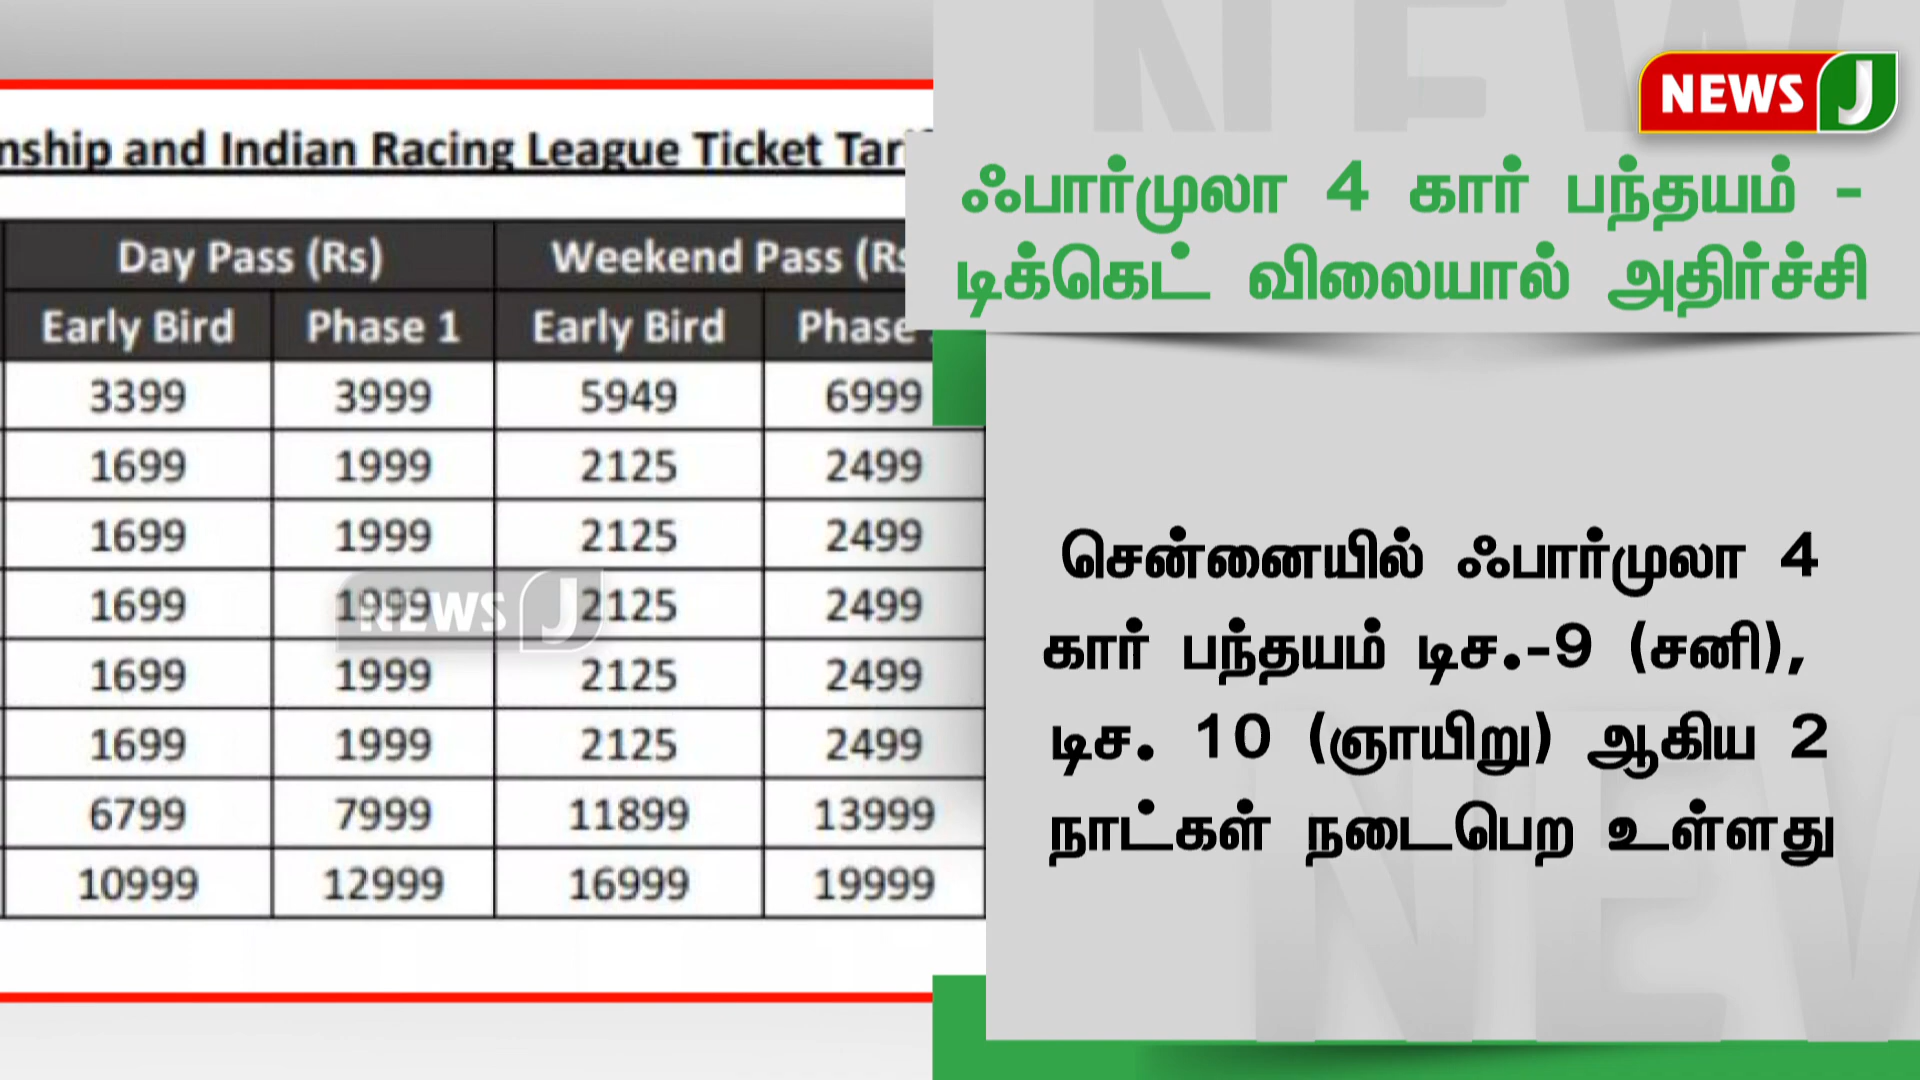 nship and Indian Racing League Ticket
Day Pass (Rs) Weekend Pass (Rs
Early Bird Phase 1 Early Bird Phase
3399 3999 5949 6999
1699 1999 2125 2499
1699 1999 2125 2499
1699 1999 2125 2499
1699 1999 2125 2499
1699 1999 2125 2499
6799 7999 11899 13999
10999 12999 16999 19999
NEWS J
NEWS J
ஃபார்முலா 4 கார் பந்தயம் -
டிக்கெட் விலையால் அதிர்ச்சி
சென்னையில் ஃபார்முலா 4
கார் பந்தயம் டிச.-9 (சனி),
டிச. 10 (ஞாயிறு) ஆகிய 2
நாட்கள் நடைபெற உள்ளது